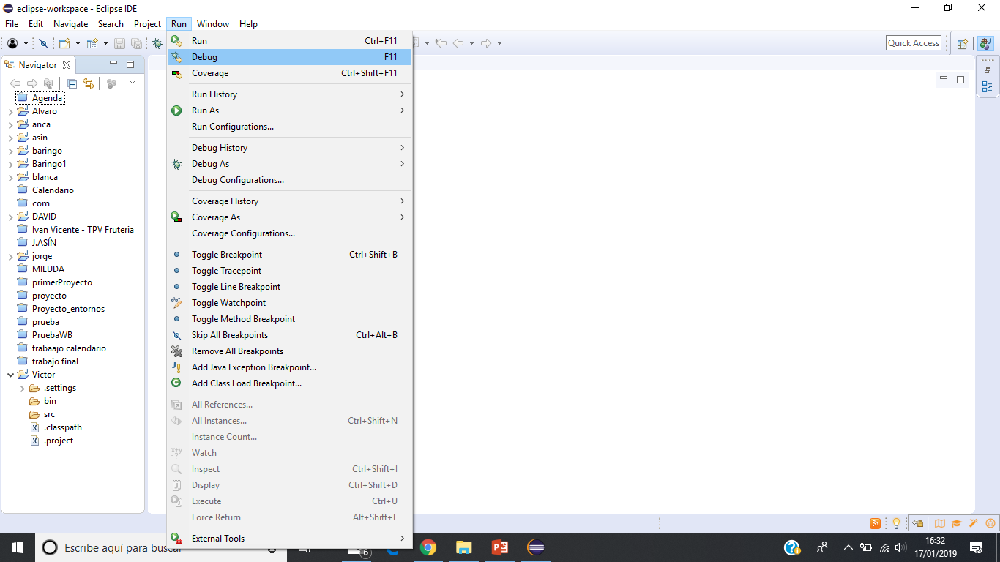 eclipse-workspace - Eclipse IDE
File Edit Navigate Search Project Run Window Help
Quick Access
Navigator
Agenda
Alvaro
anca
asin
baringo
Baringo1
blanca
Calendario
com
DAVID
Ivan Vicente - TPV Fruteria
J.ASÍN
jorge
MILUDA
primerProyecto
proyecto
Proyecto_entornos
prueba
PruebaWB
trabaajo calendario
trabajo final
Victor
.settings
bin
src
.classpath
.project
Run Ctrl+F11
Debug F11
Coverage Ctrl+Shift+F11
Run History
Run As
Run Configurations...
Debug History
Debug As
Debug Configurations...
Coverage History
Coverage As
Coverage Configurations...
Toggle Breakpoint Ctrl+Shift+B
Toggle Tracepoint
Toggle Line Breakpoint
Toggle Watchpoint
Toggle Method Breakpoint
Skip All Breakpoints Ctrl+Alt+B
Remove All Breakpoints
Add Java Exception Breakpoint...
Add Class Load Breakpoint...
All References...
All Instances... Ctrl+Shift+N
Instance Count...
Watch
Inspect Ctrl+Shift+I
Display Ctrl+Shift+D
Execute Ctrl+U
Force Return Alt+Shift+F
External Tools
Escribe aquí para buscar
6
16:32
17/01/2019